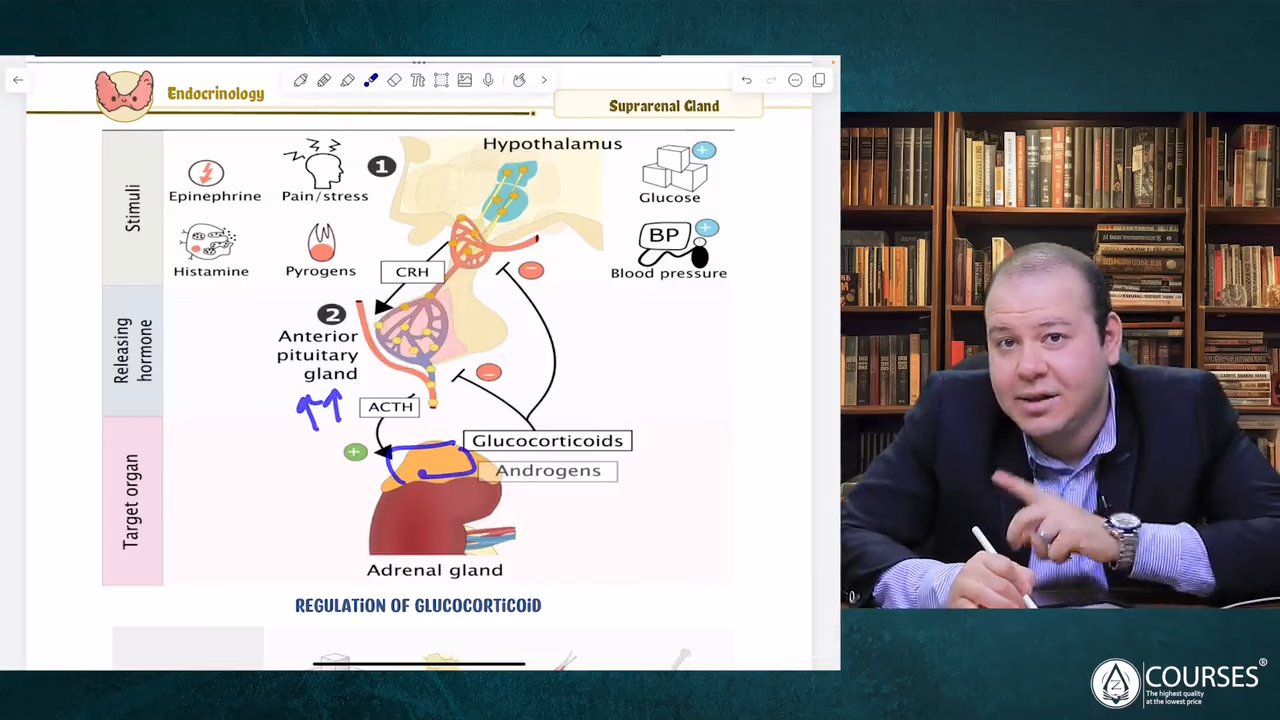 Endocrinology
Suprarenal Gland
Tt
Stimuli
Epinephrine
Pain/stress
1
Hypothalamus
Glucose
Histamine
Pyrogens
CRH
BP
Blood pressure
Releasing
hormone
2
Anterior
pituitary
gland
ACTH
Glucocorticoids
Androgens
Target organ
Adrenal gland
REGULATION OF GLUCOCORTICOID
COURSES®
The highest quality
at the lowest price